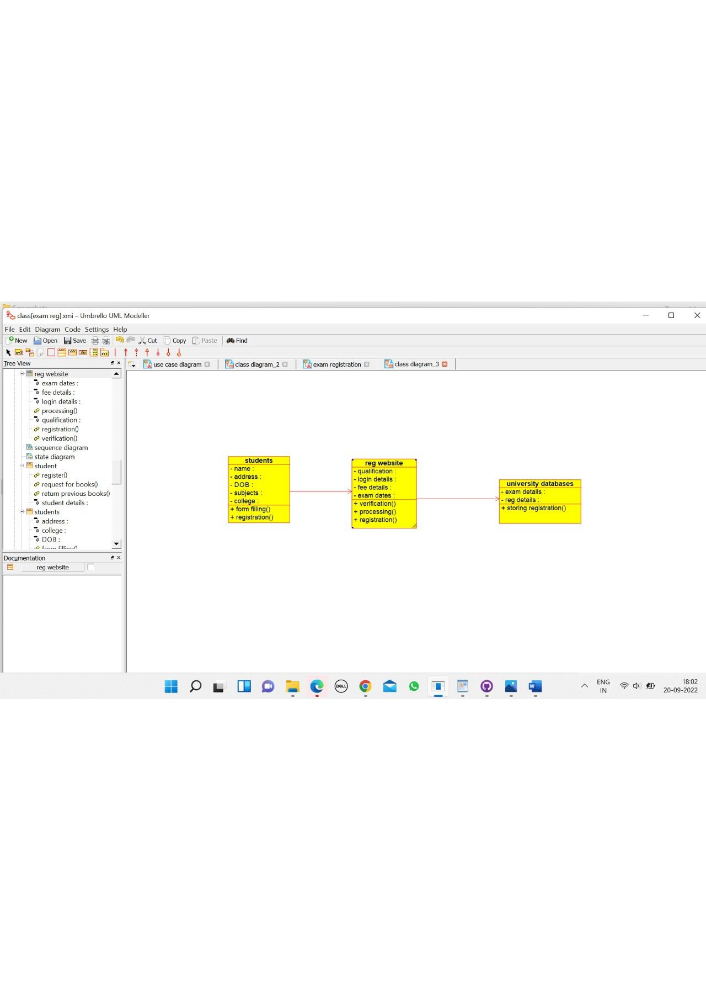 class[exam reg].xmi – Umbrello UML Modeller
File Edit Diagram Code Settings Help
New Open Save Cut Copy Paste Find
Tree View
use case diagram class diagram_2 exam registration class diagram_3
reg website
exam dates :
fee details :
login details :
processing()
qualification :
registration()
verification()
sequence diagram
state diagram
student
register()
request for books()
return previous books()
student details :
students
address :
college :
DOB :
form filling()
Documentation
reg website
students
- name :
- address :
- DOB :
- subjects :
- college :
+ form filling()
+ registration()
reg website
- qualification :
- login details :
- fee details :
- exam dates :
+ verification()
+ processing()
+ registration()
university databases
- exam details :
- reg details :
+ storing registration()
DELL
ENG
IN
18:02
20-09-2022